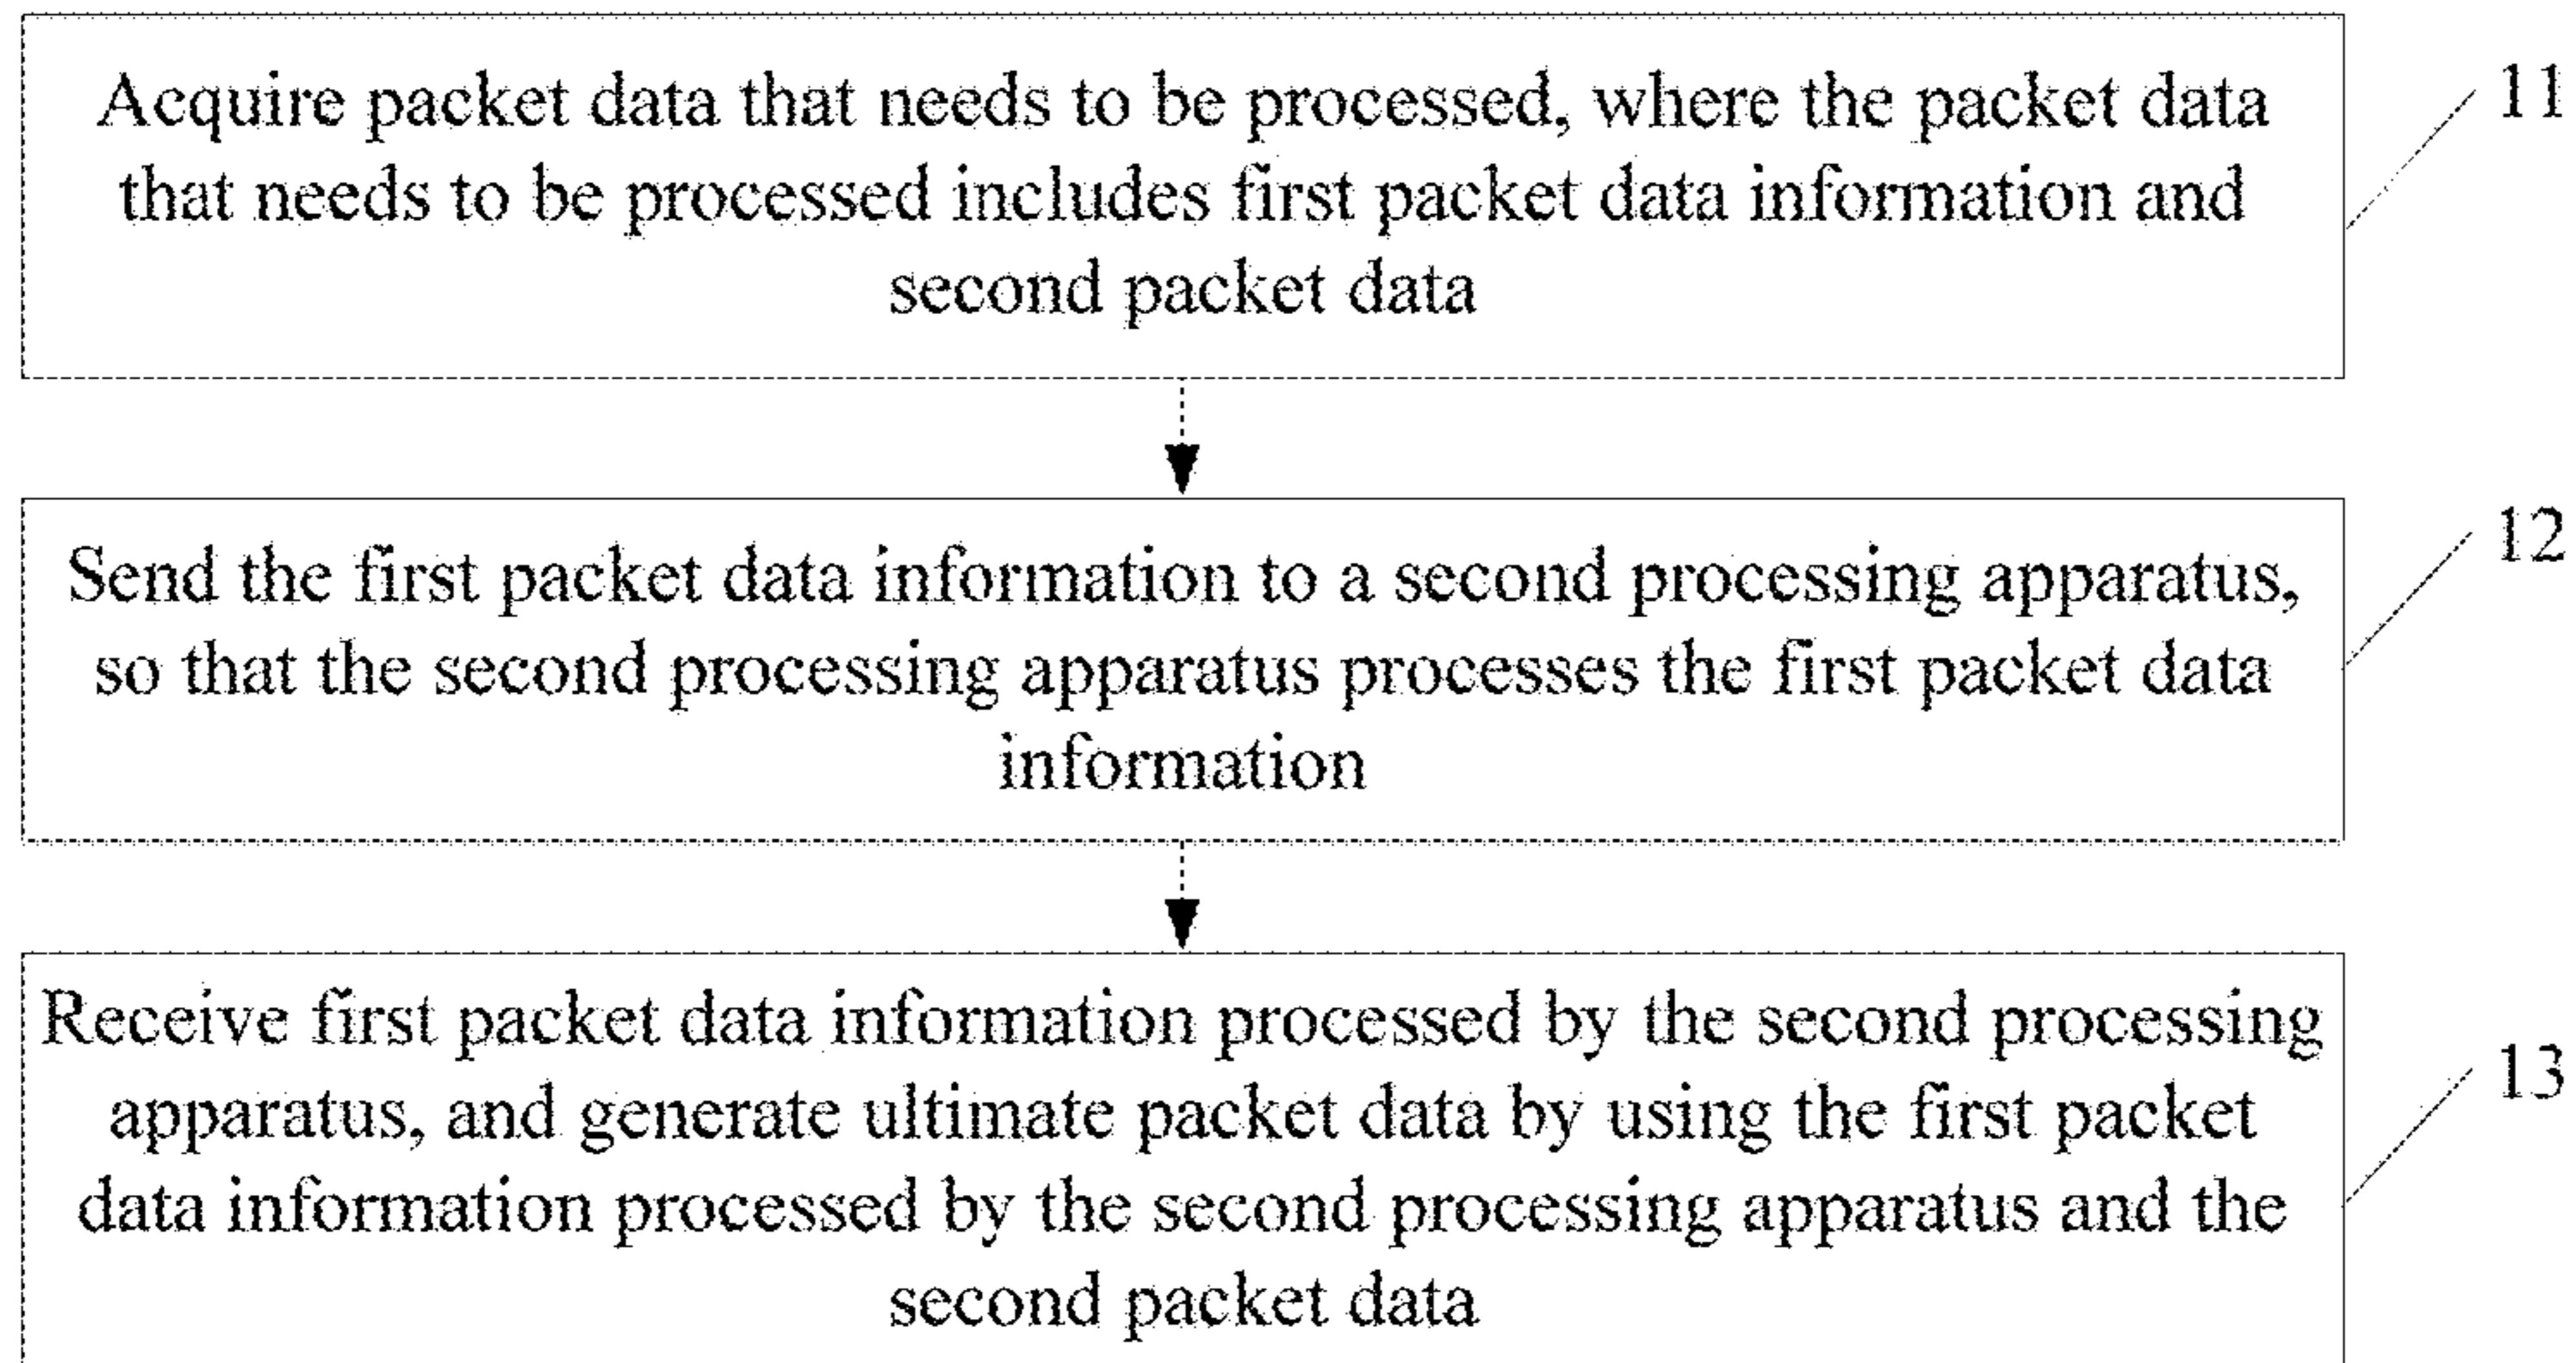 Acquire packet data that needs to be processed, where the packet data
that needs to be processed includes first packet data information and
second packet data
11
Send the first packet data information to a second processing apparatus,
so that the second processing apparatus processes the first packet data
information
12
Receive first packet data information processed by the second processing
apparatus, and generate ultimate packet data by using the first packet
data information processed by the second processing apparatus and the
second packet data
13